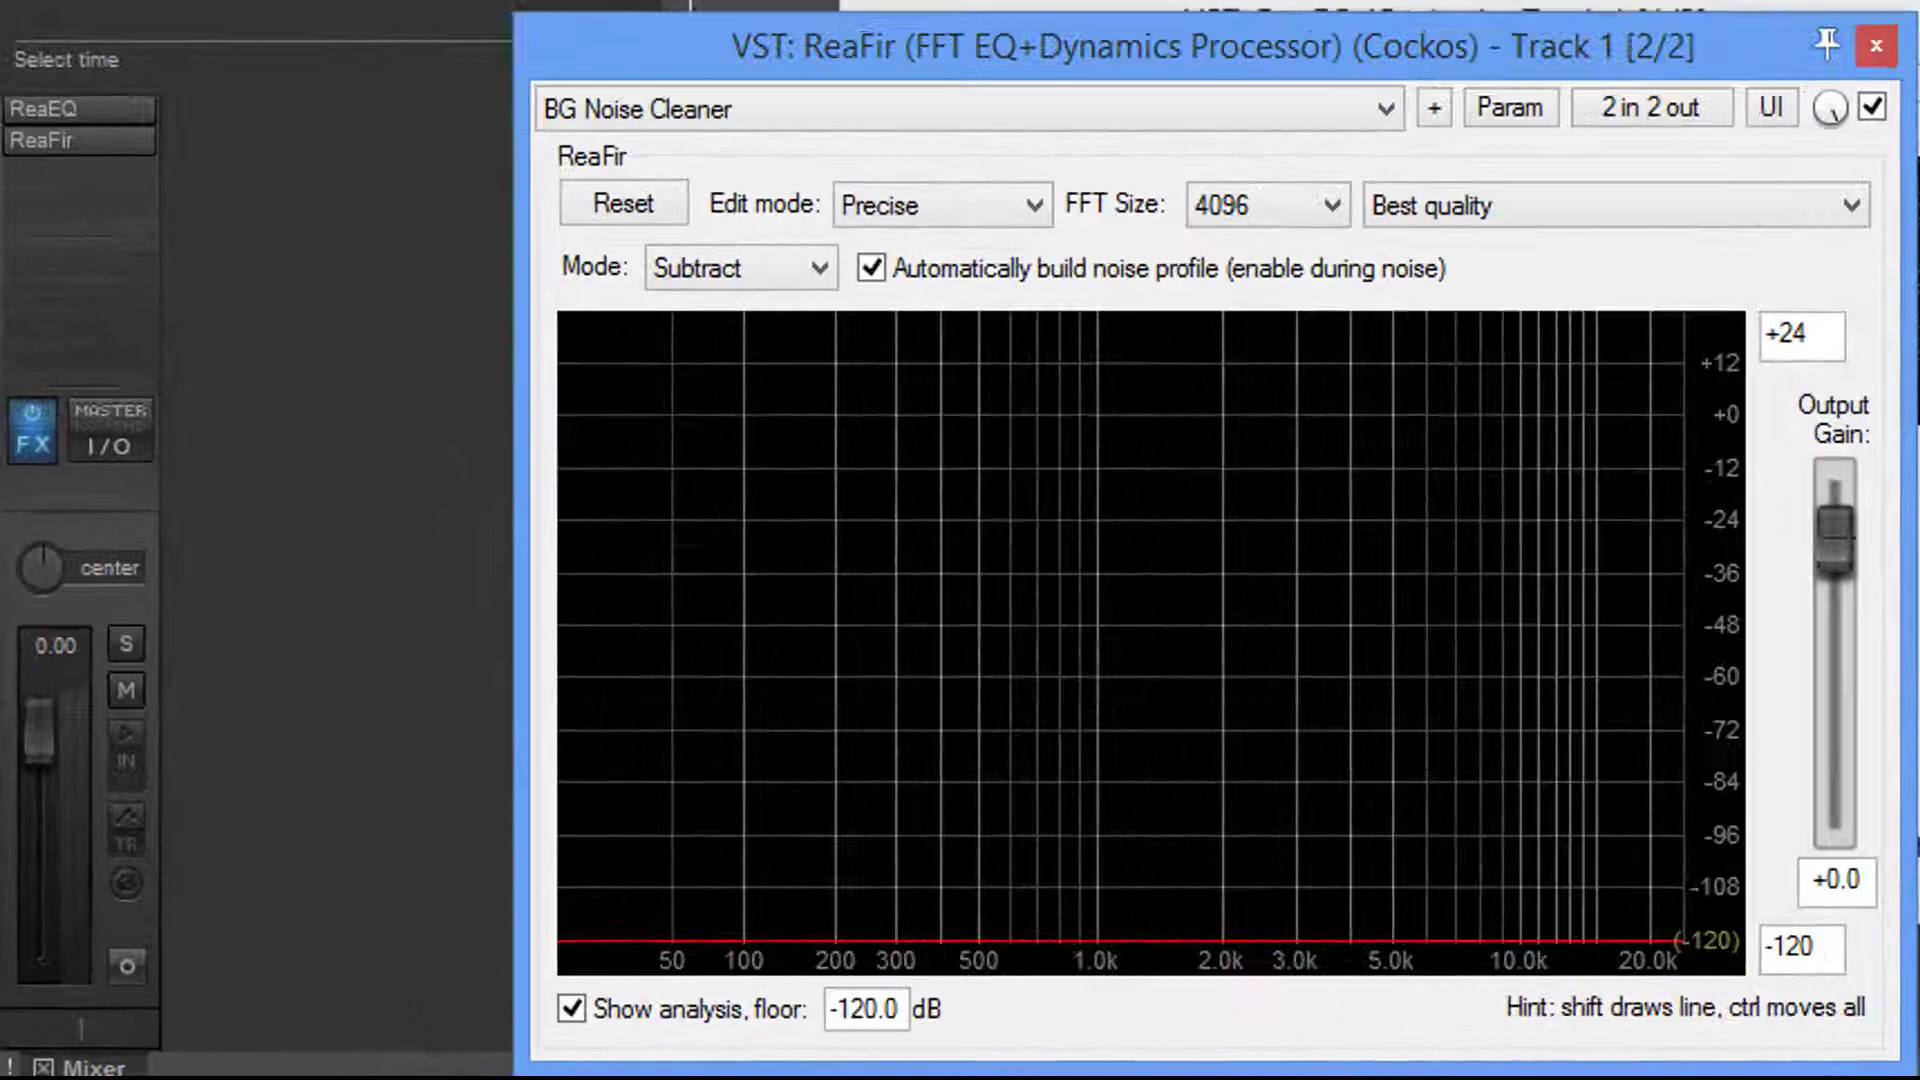 VST: ReaFir (FFT EQ+Dynamics Processor) (Cockos) - Track 1 [2/2]
x
Select time
ReaEQ
ReaFir
BG Noise Cleaner
+
Param
2 in 2 out
UI
ReaFir
Reset
Edit mode:
Precise
FFT Size:
4096
Best quality
Mode:
Subtract
Automatically build noise profile (enable during noise)
+24
+12
+0
-12
-24
-36
-48
-60
-72
-84
-96
-108
(-120)
Output
Gain:
+0.0
-120
50 100 200 300 500 1.0k 2.0k 3.0k 5.0k 10.0k 20.0k
Show analysis, floor:
-120.0
dB
Hint: shift draws line, ctrl moves all
FX
MASTER
I/O
center
0.00
S
M
IN
TR
! Mixer